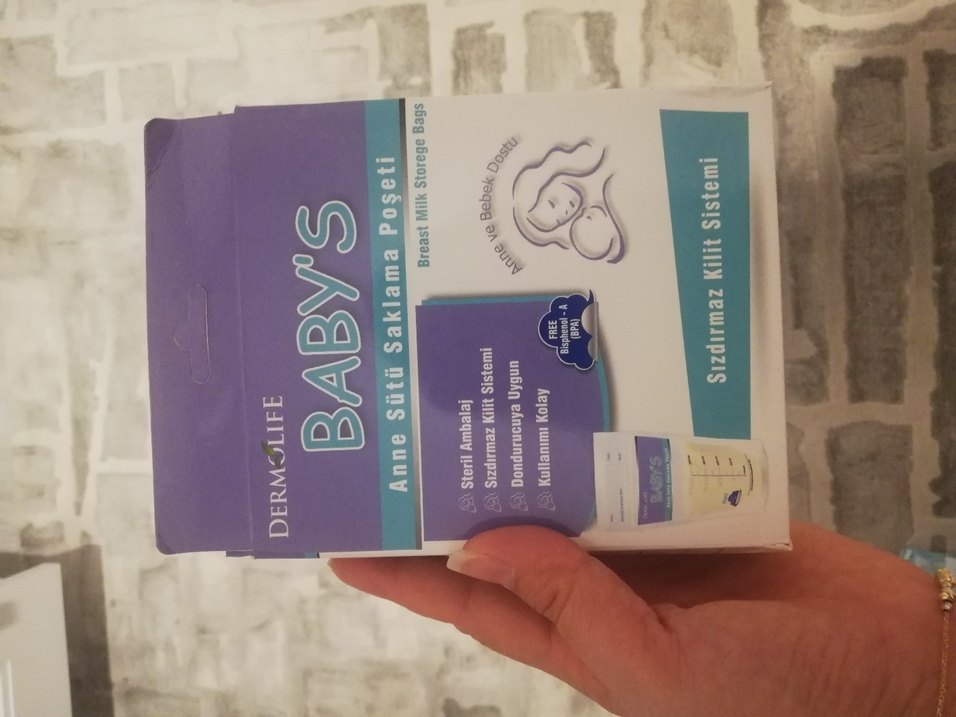 DERMOLIFE
BABY'S
Anne Sütü Saklama Poşeti
Breast Milk Storege Bags
Anne ve Bebek Dostu
Steril Ambalaj
Sızdırmaz Kilit Sistemi
Dondurucuya Uygun
Kullanımı Kolay
FREE
Bisphenol - A
(BPA)
BABY'S
Sızdırmaz Kilit Sistemi